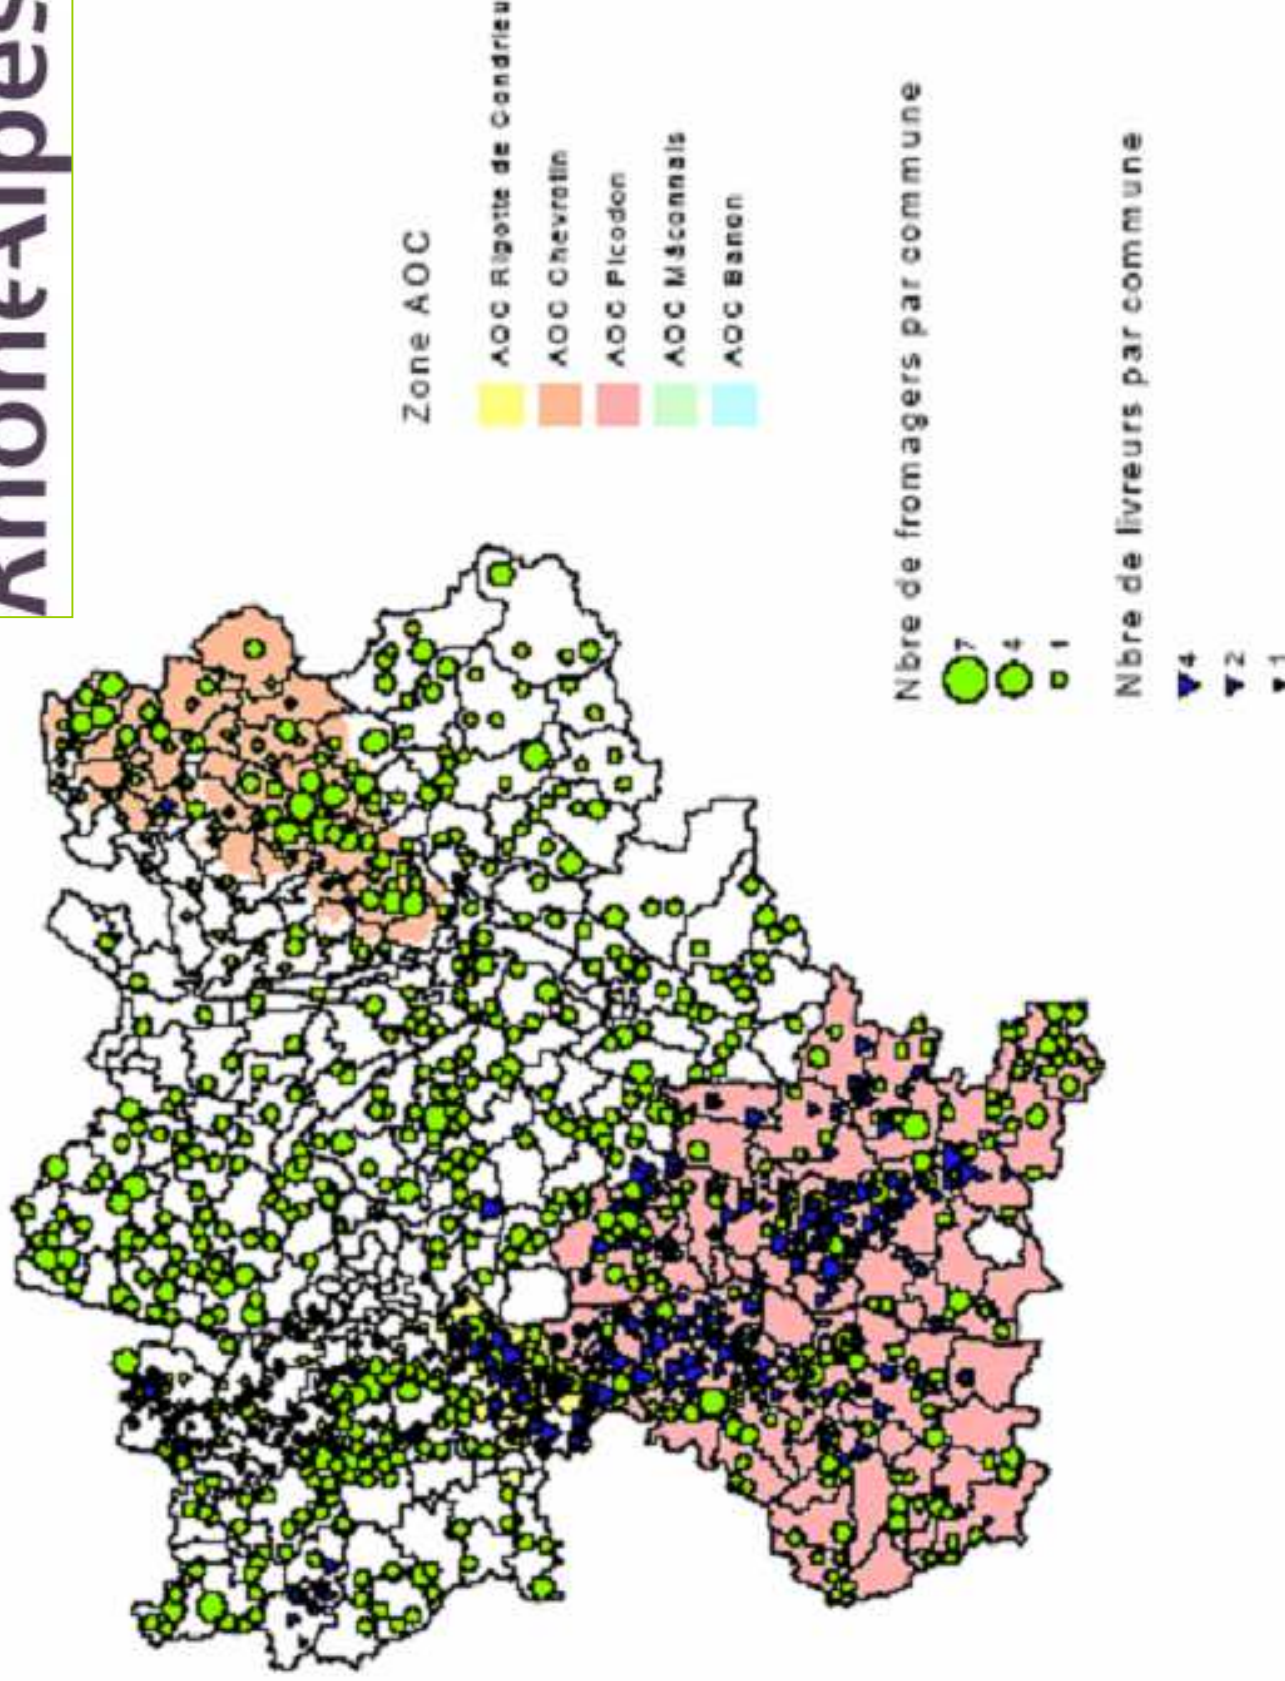 RhôneAlpes
Zone AOC
AOC Rigotte de Condrieu
AOC Chevrotin
AOC Picodon
AOC Mâconnais
AOC Banon
Nbre de fromagers par commune
7
4
1
Nbre de livreurs par commune
4
2
1